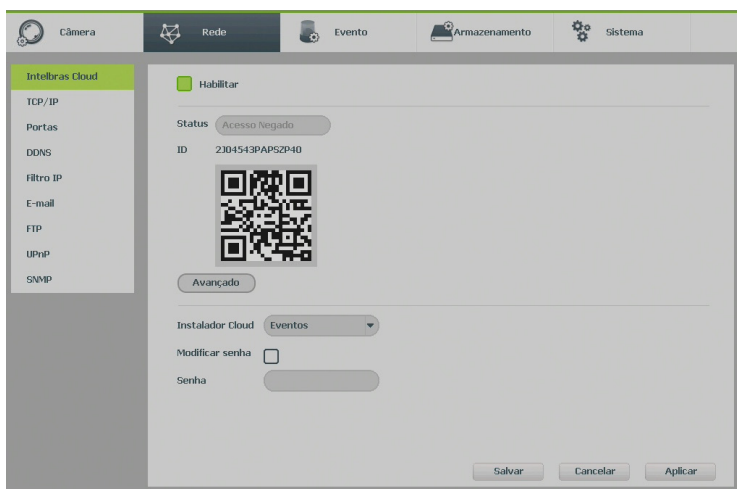 Câmera
Rede
Evento
Armazenamento
Sistema
Intelbras Cloud
TCP/IP
Portas
DDNS
Filtro IP
E-mail
FTP
UPnP
SNMP
Habilitar
Status Acesso Negado
ID 2J04543PAPSZP40
Avançado
Instalador Cloud Eventos
Modificar senha
Senha
Salvar
Cancelar
Aplicar